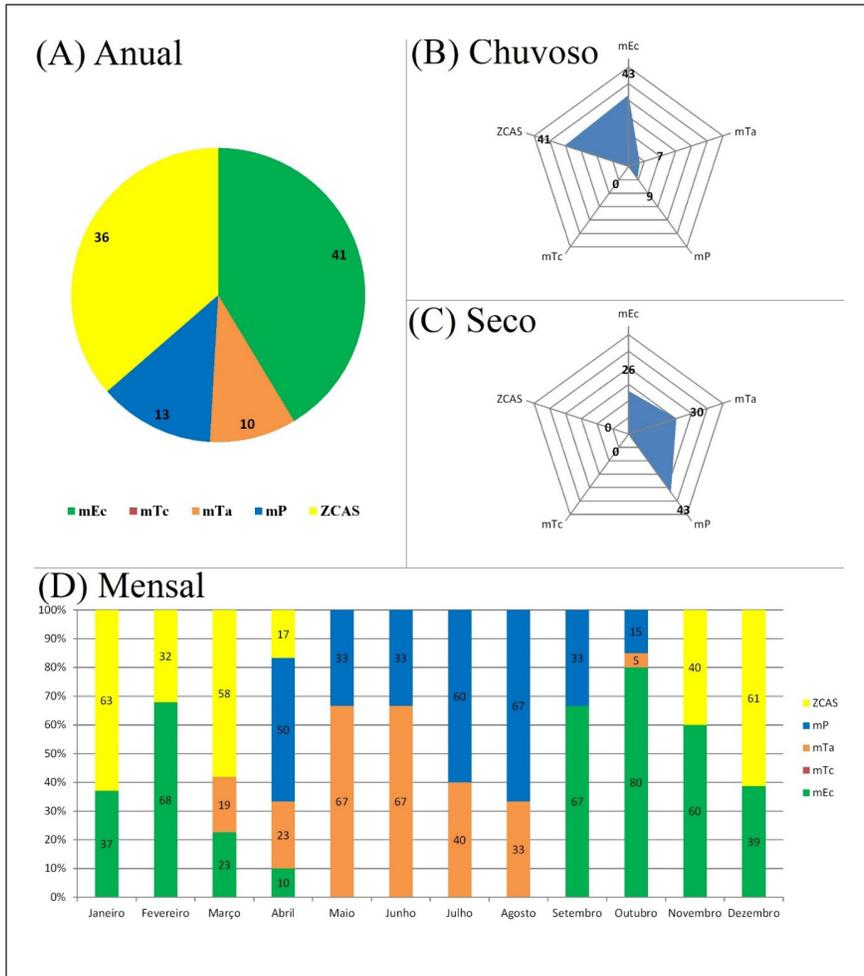 (A) Anual
36
41
13
10
mEc mTc mTa mP ZCAS
(B) Chuvoso
mEc
43
ZCAS
41
mTa
7
0
9
mTc
mP
(C) Seco
mEc
26
ZCAS
30
mTa
0
0
mTc
43
mP
(D) Mensal
100%
90%
80%
70%
60%
50%
40%
30%
20%
10%
0%
63
37
32
68
58
19
23
17
50
23
10
33
67
33
67
60
40
67
33
33
67
15
5
80
40
60
61
39
Janeiro Fevereiro Março Abril Maio Junho Julho Agosto Setembro Outubro Novembro Dezembro
ZCAS
mP
mTa
mTc
mEc